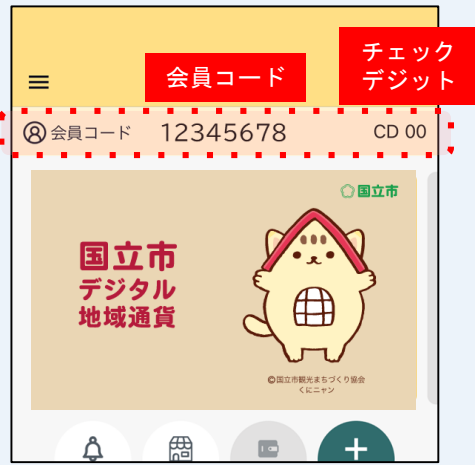 会員コード
チェック
デジット
会員コード 12345678 CD 00
国立市
国立市
デジタル
地域通貨
©国立市観光まちづくり協会
くにニャン